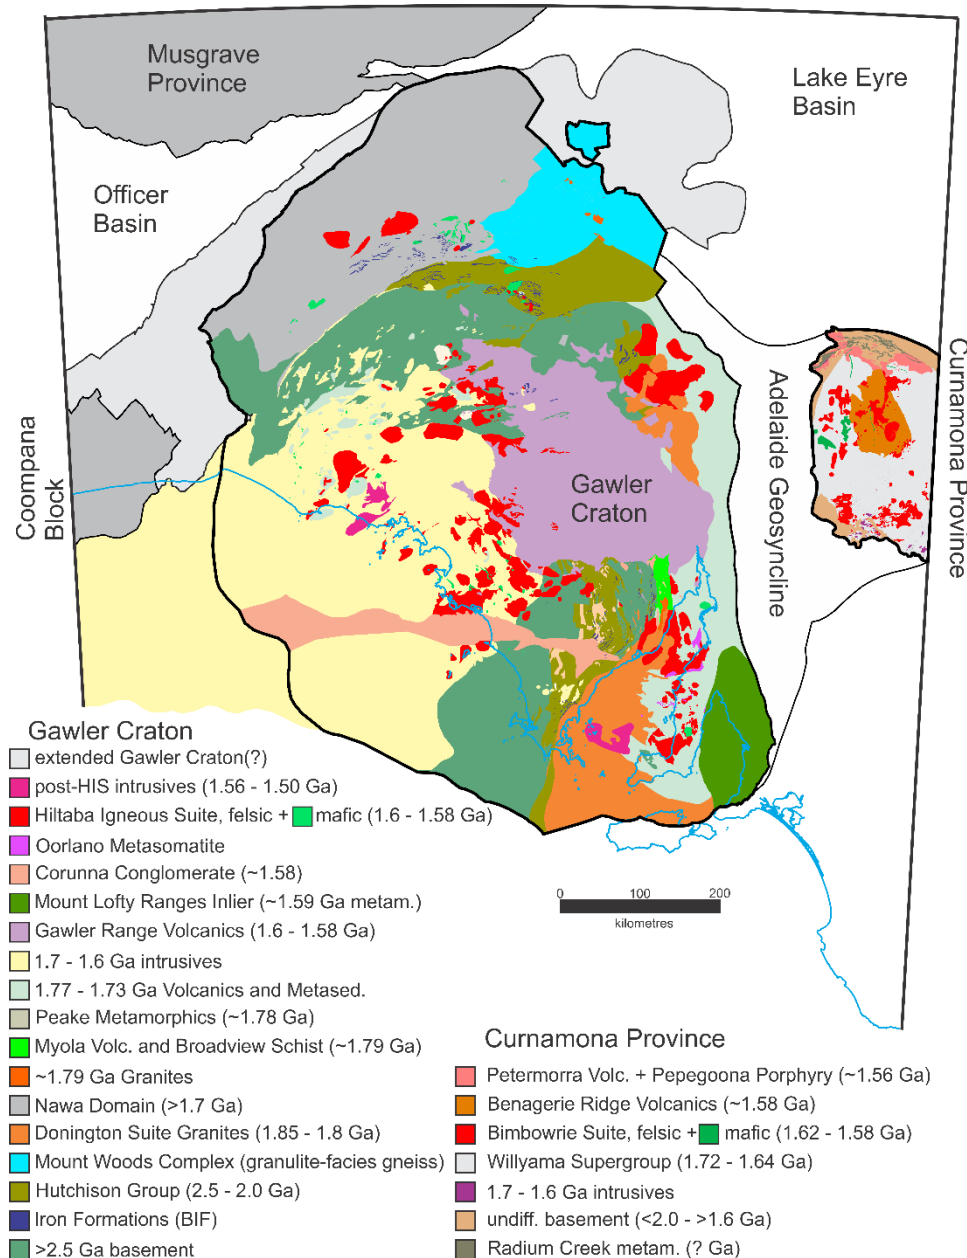 Musgrave
Province
Lake Eyre
Basin
Officer
Basin
Coompana
Block
Gawler
Craton
Adelaide Geosyncline
Curnamona Province
Gawler Craton
extended Gawler Craton(?)
post-HIS intrusives (1.56 - 1.50 Ga)
Hiltaba Igneous Suite, felsic + mafic (1.6 - 1.58 Ga)
Oorlano Metasomatite
Corunna Conglomerate (~1.58)
Mount Lofty Ranges Inlier (~1.59 Ga metam.)
Gawler Range Volcanics (1.6 - 1.58 Ga)
1.7 - 1.6 Ga intrusives
1.77 - 1.73 Ga Volcanics and Metased.
Peake Metamorphics (~1.78 Ga)
Myola Volc. and Broadview Schist (~1.79 Ga)
~1.79 Ga Granites
Nawa Domain (>1.7 Ga)
Donington Suite Granites (1.85 - 1.8 Ga)
Mount Woods Complex (granulite-facies gneiss)
Hutchison Group (2.5 - 2.0 Ga)
Iron Formations (BIF)
>2.5 Ga basement
0 100 200
kilometres
Curnamona Province
Petermorra Volc. + Pepegoona Porphyry (~1.56 Ga)
Benagerie Ridge Volcanics (~1.58 Ga)
Bimbowrie Suite, felsic + mafic (1.62 - 1.58 Ga)
Willyama Supergroup (1.72 - 1.64 Ga)
1.7 - 1.6 Ga intrusives
undiff. basement (<2.0 - >1.6 Ga)
Radium Creek metam. (? Ga)